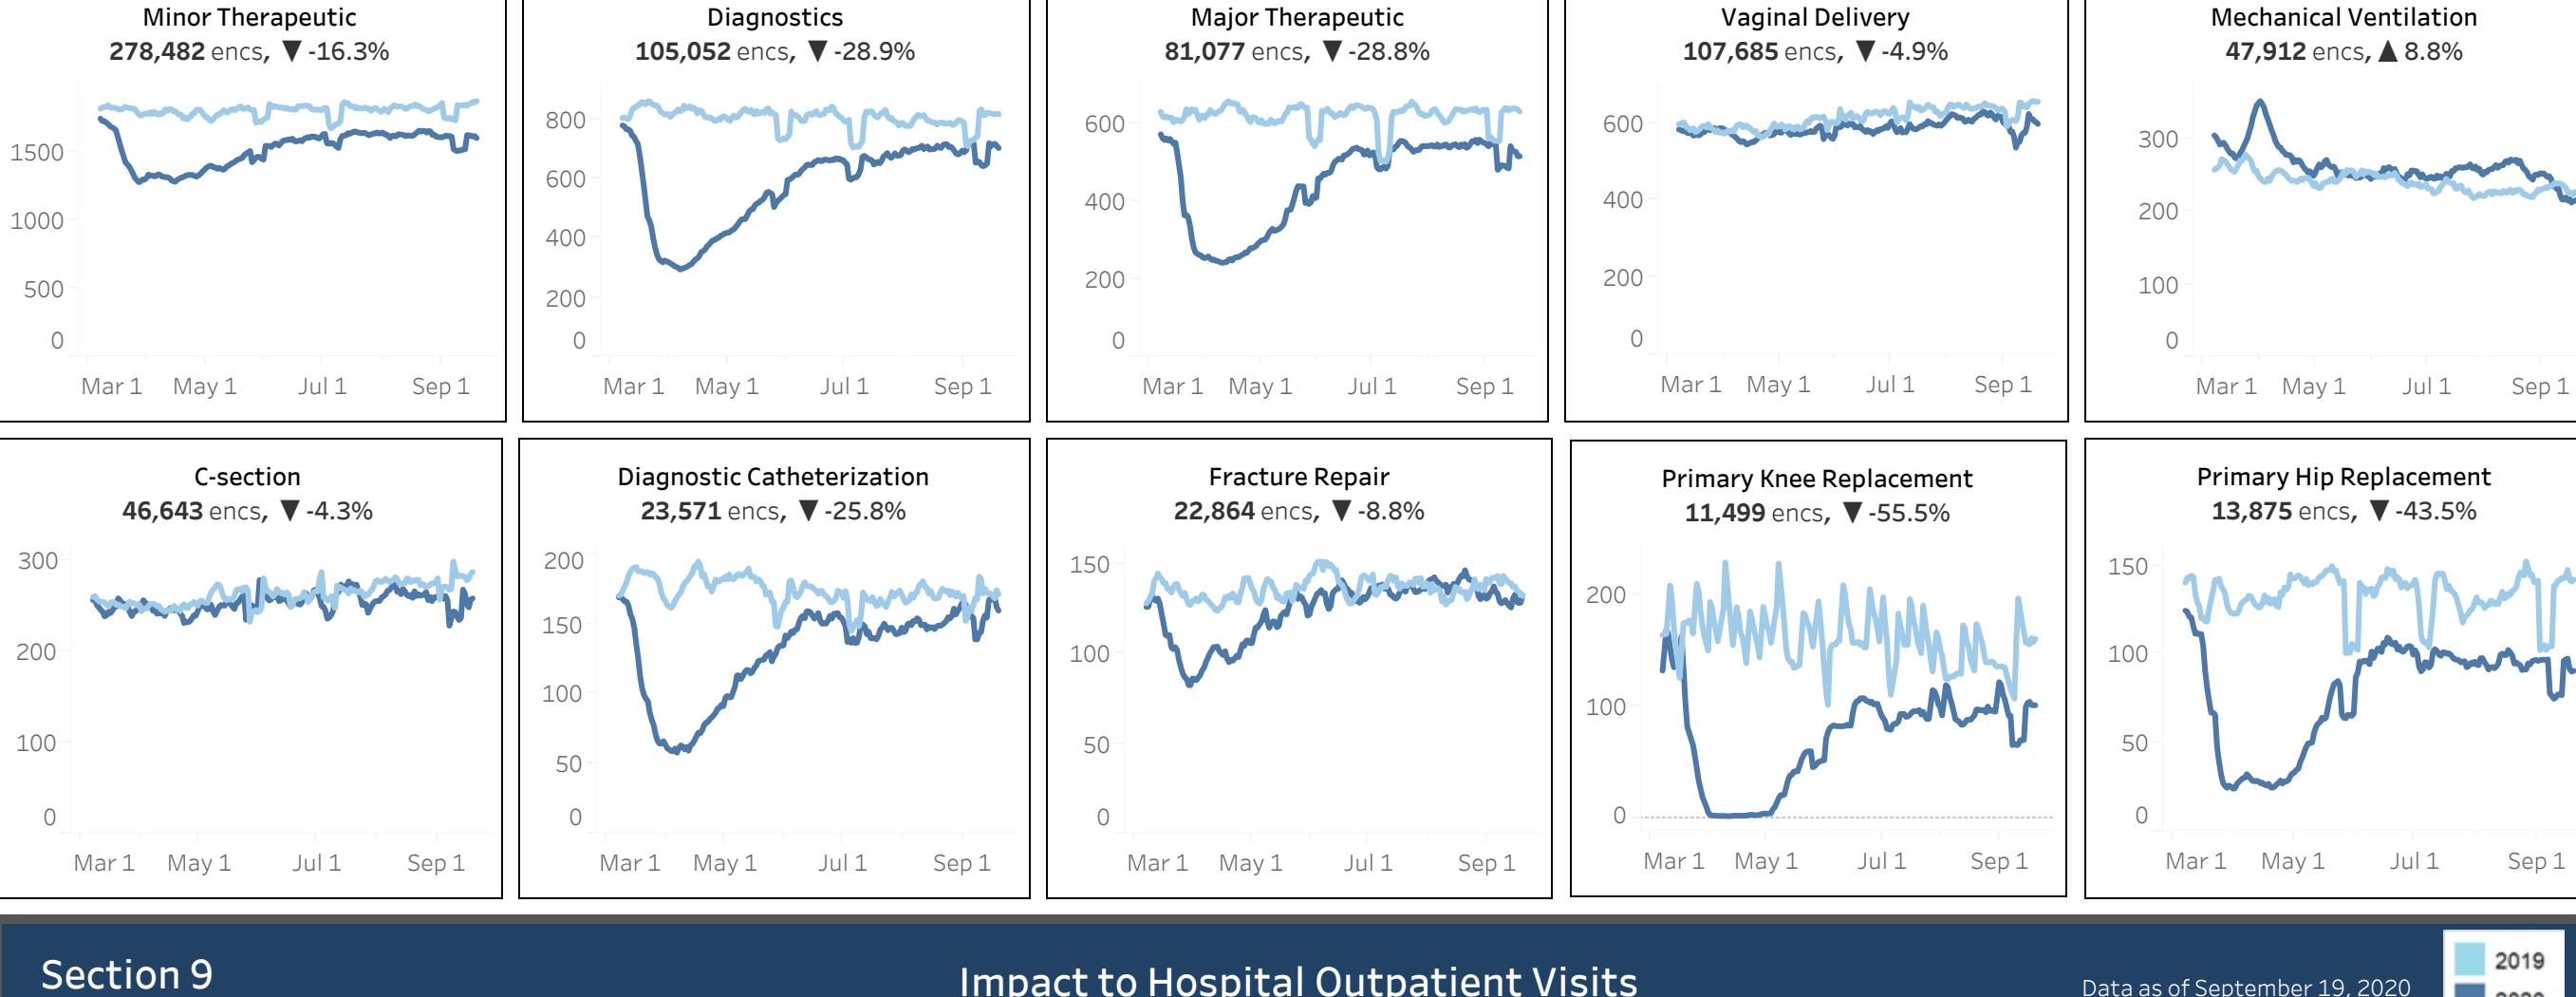 Minor Therapeutic
278,482 encs, ▼ -16.3%
1500
1000
500
0
Mar 1 May 1 Jul 1 Sep 1
Diagnostics
105,052 encs, ▼ -28.9%
800
600
400
200
0
Mar 1 May 1 Jul 1 Sep 1
Major Therapeutic
81,077 encs, ▼ -28.8%
600
400
200
0
Mar 1 May 1 Jul 1 Sep 1
Vaginal Delivery
107,685 encs, ▼ -4.9%
600
400
200
0
Mar 1 May 1 Jul 1 Sep 1
Mechanical Ventilation
47,912 encs, ▲ 8.8%
300
200
100
0
Mar 1 May 1 Jul 1 Sep 1
C-section
46,643 encs, ▼ -4.3%
300
200
100
0
Mar 1 May 1 Jul 1 Sep 1
Diagnostic Catheterization
23,571 encs, ▼ -25.8%
200
150
100
50
0
Mar 1 May 1 Jul 1 Sep 1
Fracture Repair
22,864 encs, ▼ -8.8%
150
100
50
0
Mar 1 May 1 Jul 1 Sep 1
Primary Knee Replacement
11,499 encs, ▼ -55.5%
200
100
0
Mar 1 May 1 Jul 1 Sep 1
Primary Hip Replacement
13,875 encs, ▼ -43.5%
150
100
50
0
Mar 1 May 1 Jul 1 Sep 1
Section 9
Impact to Hospital Outpatient Visits
Data as of September 19, 2020
2019